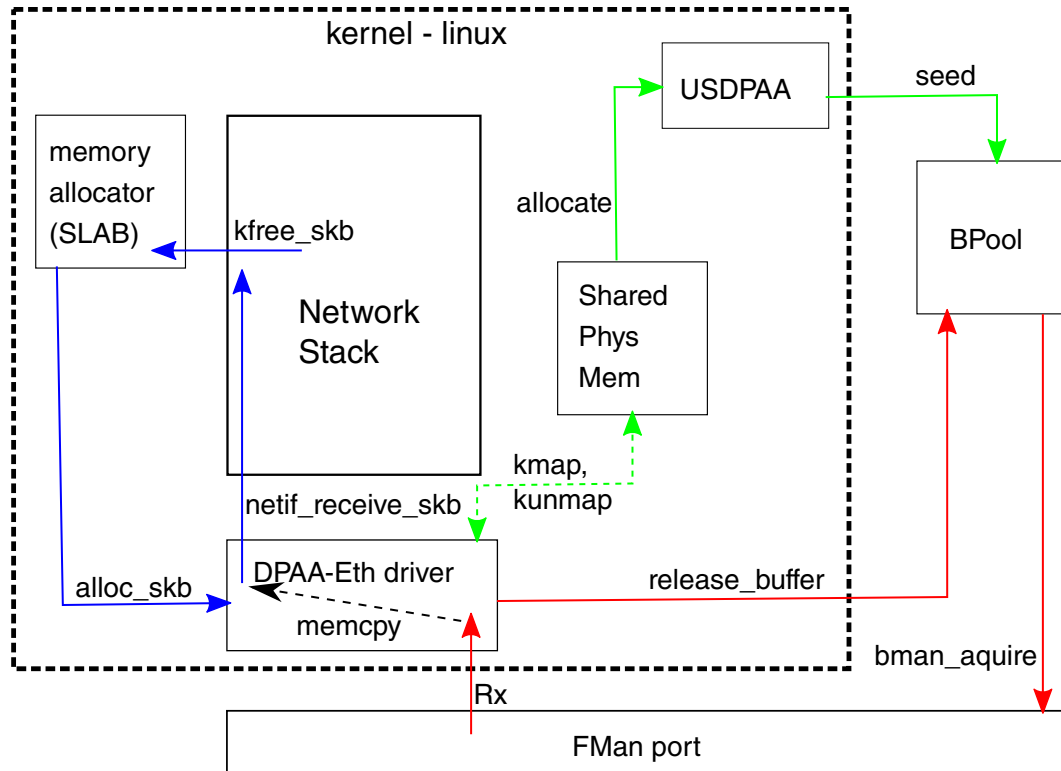 kernel - linux
USDPAA
seed
memory
allocator
(SLAB)
kfree_skb
allocate
BPool
Network
Stack
Shared
Phys
Mem
kmap,
kunmap
netif_receive_skb
DPAA-Eth driver
alloc_skb
memcpy
release_buffer
bman_aquire
Rx
FMan port